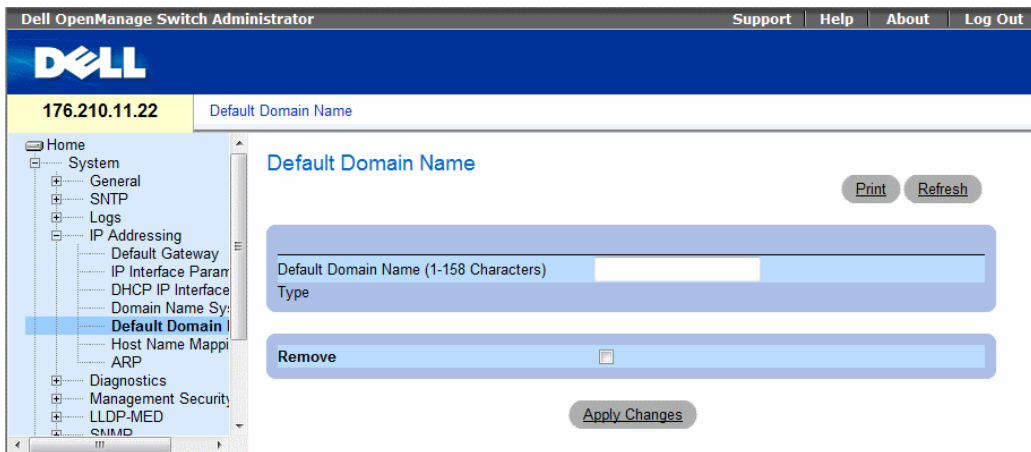 Dell OpenManage Switch Administrator Support Help About Log Out
DELL
176.210.11.22 Default Domain Name
Home
System
General
SNTP
Logs
IP Addressing
Default Gateway
IP Interface Param
DHCP IP Interface
Domain Name Sy
Default Domain
Host Name Mappi
ARP
Diagnostics
Management Security
LLDP-MED
SNMP
Default Domain Name
Print Refresh
Default Domain Name (1-158 Characters)
Type
Remove
Apply Changes